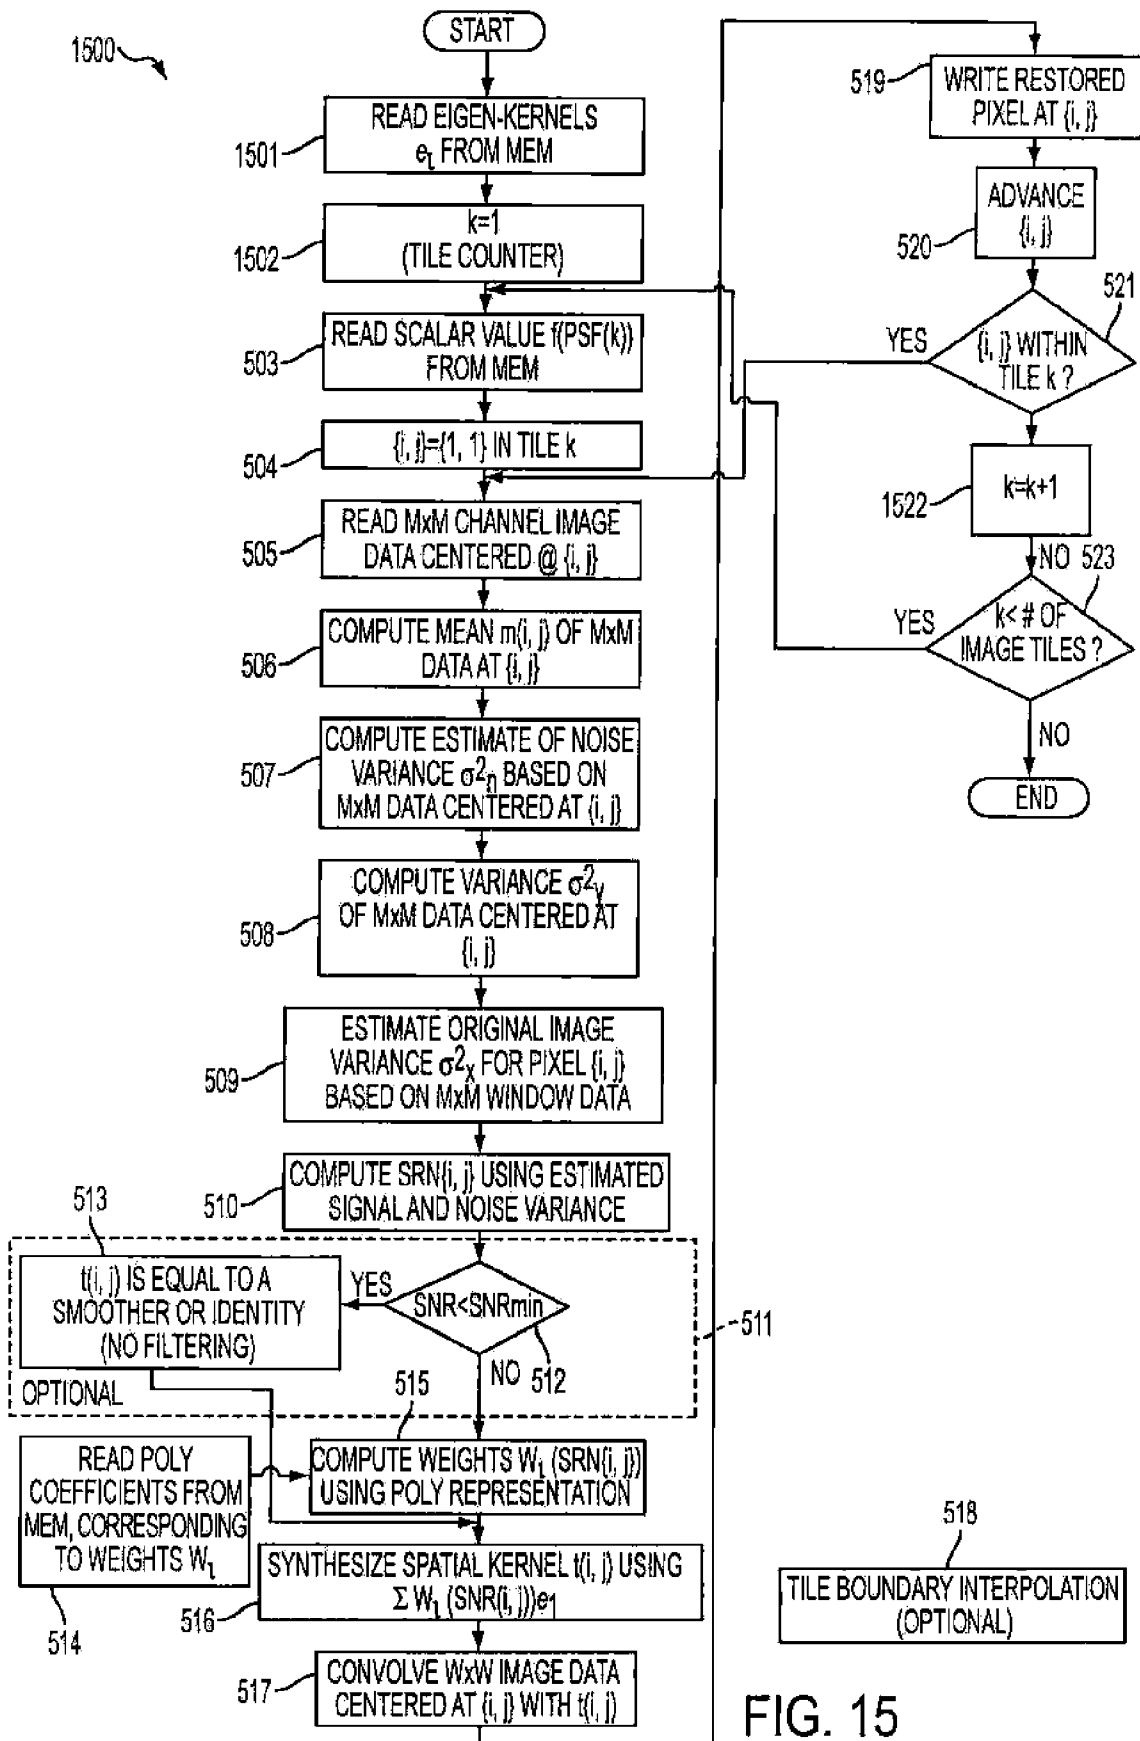 1500
START
READ EIGEN-KERNELS
eι FROM MEM
1501
k=1
(TILE COUNTER)
1502
READ SCALAR VALUE f(PSF(k))
FROM MEM
503
{i, j}={1, 1} IN TILE k
504
READ MxM CHANNEL IMAGE
DATA CENTERED @ {i, j}
505
COMPUTE MEAN m(i, j) OF MxM
DATA AT {i, j}
506
COMPUTE ESTIMATE OF NOISE
VARIANCE σ²n BASED ON
MxM DATA CENTERED AT {i, j}
507
COMPUTE VARIANCE σ²y
OF MxM DATA CENTERED AT
{i, j}
508
ESTIMATE ORIGINAL IMAGE
VARIANCE σ²x FOR PIXEL {i, j}
BASED ON MxM WINDOW DATA
509
COMPUTE SRN{i, j} USING ESTIMATED
SIGNAL AND NOISE VARIANCE
510
513
t(i, j) IS EQUAL TO A
SMOOTHER OR IDENTITY
(NO FILTERING)
YES
SNR<SNRmin
511
NO
512
OPTIONAL
515
READ POLY
COEFFICIENTS FROM
MEM, CORRESPONDING
TO WEIGHTS Wι
514
COMPUTE WEIGHTS Wι (SRN{i, j})
USING POLY REPRESENTATION
SYNTHESIZE SPATIAL KERNEL t(i, j) USING
Σ Wι (SNR(i, j))e1
516
CONVOLVE WxW IMAGE DATA
CENTERED AT {i, j} WITH t(i, j)
517
519
WRITE RESTORED
PIXEL AT {i, j}
ADVANCE
{i, j}
520
521
YES
{i, j} WITHIN
TILE k ?
k=k+1
1522
NO
523
YES
k< # OF
IMAGE TILES ?
NO
END
518
TILE BOUNDARY INTERPOLATION
(OPTIONAL)
FIG. 15